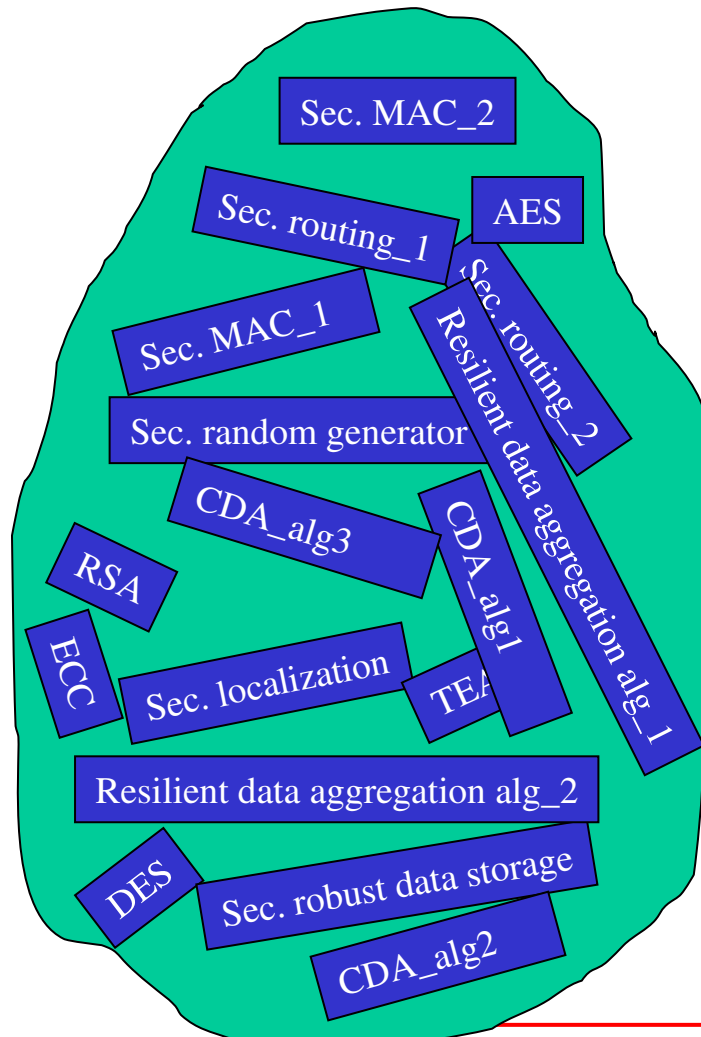 Sec. MAC_2
AES
Sec. routing_1
Sec. routing_2
Sec. MAC_1
Resilient data aggregation alg_1
Sec. random generator
CDA_alg3
CDA_alg1
RSA
ECC
Sec. localization
TEA
Resilient data aggregation alg_2
DES
Sec. robust data storage
CDA_alg2